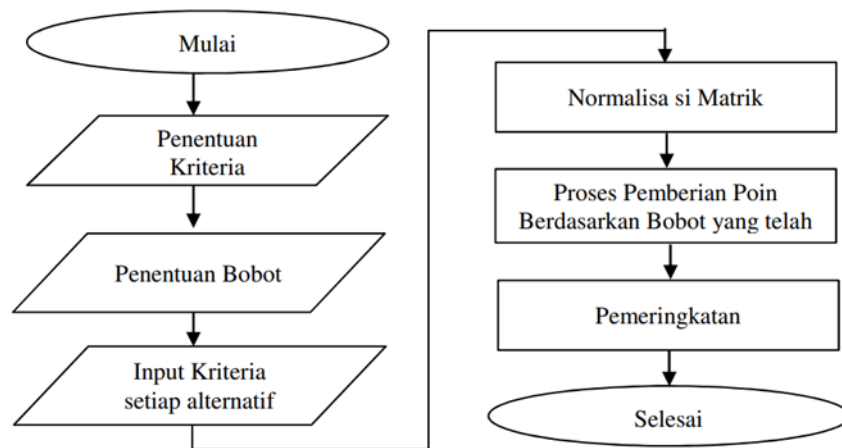 Mulai
Penentuan
Kriteria
Penentuan Bobot
Input Kriteria
setiap alternatif
Normalisa si Matrik
Proses Pemberian Poin
Berdasarkan Bobot yang telah
Pemeringkatan
Selesai